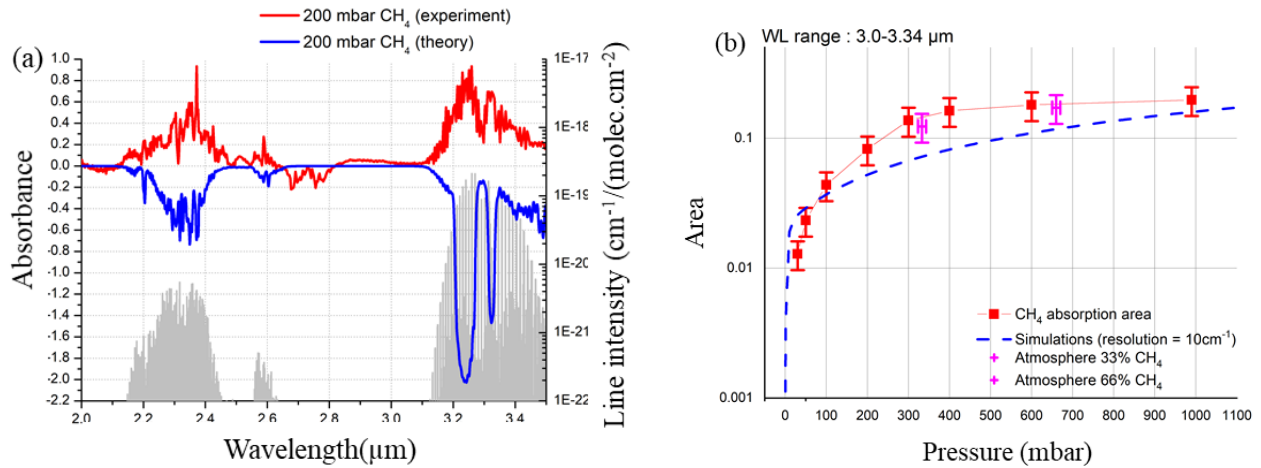 200 mbar CH4 (experiment)
200 mbar CH4 (theory)
(a)
1.0
0.8
0.6
0.4
0.2
0.0
-0.2
-0.4
-0.6
-0.8
-1.0
-1.2
-1.4
-1.6
-1.8
-2.0
-2.2
Absorbance
2.0
2.2
2.4
2.6
2.8
3.0
3.2
3.4
Wavelength(µm)
1E-17
1E-18
1E-19
1E-20
1E-21
1E-22
Line intensity (cm-1/(molec.cm-2)
(b)
WL range : 3.0-3.34 µm
0.1
0.01
0.001
Area
CH4 absorption area
Simulations (resolution = 10cm-1)
Atmosphere 33% CH4
Atmosphere 66% CH4
0
100
200
300
400
500
600
700
800
900
1000
1100
Pressure (mbar)